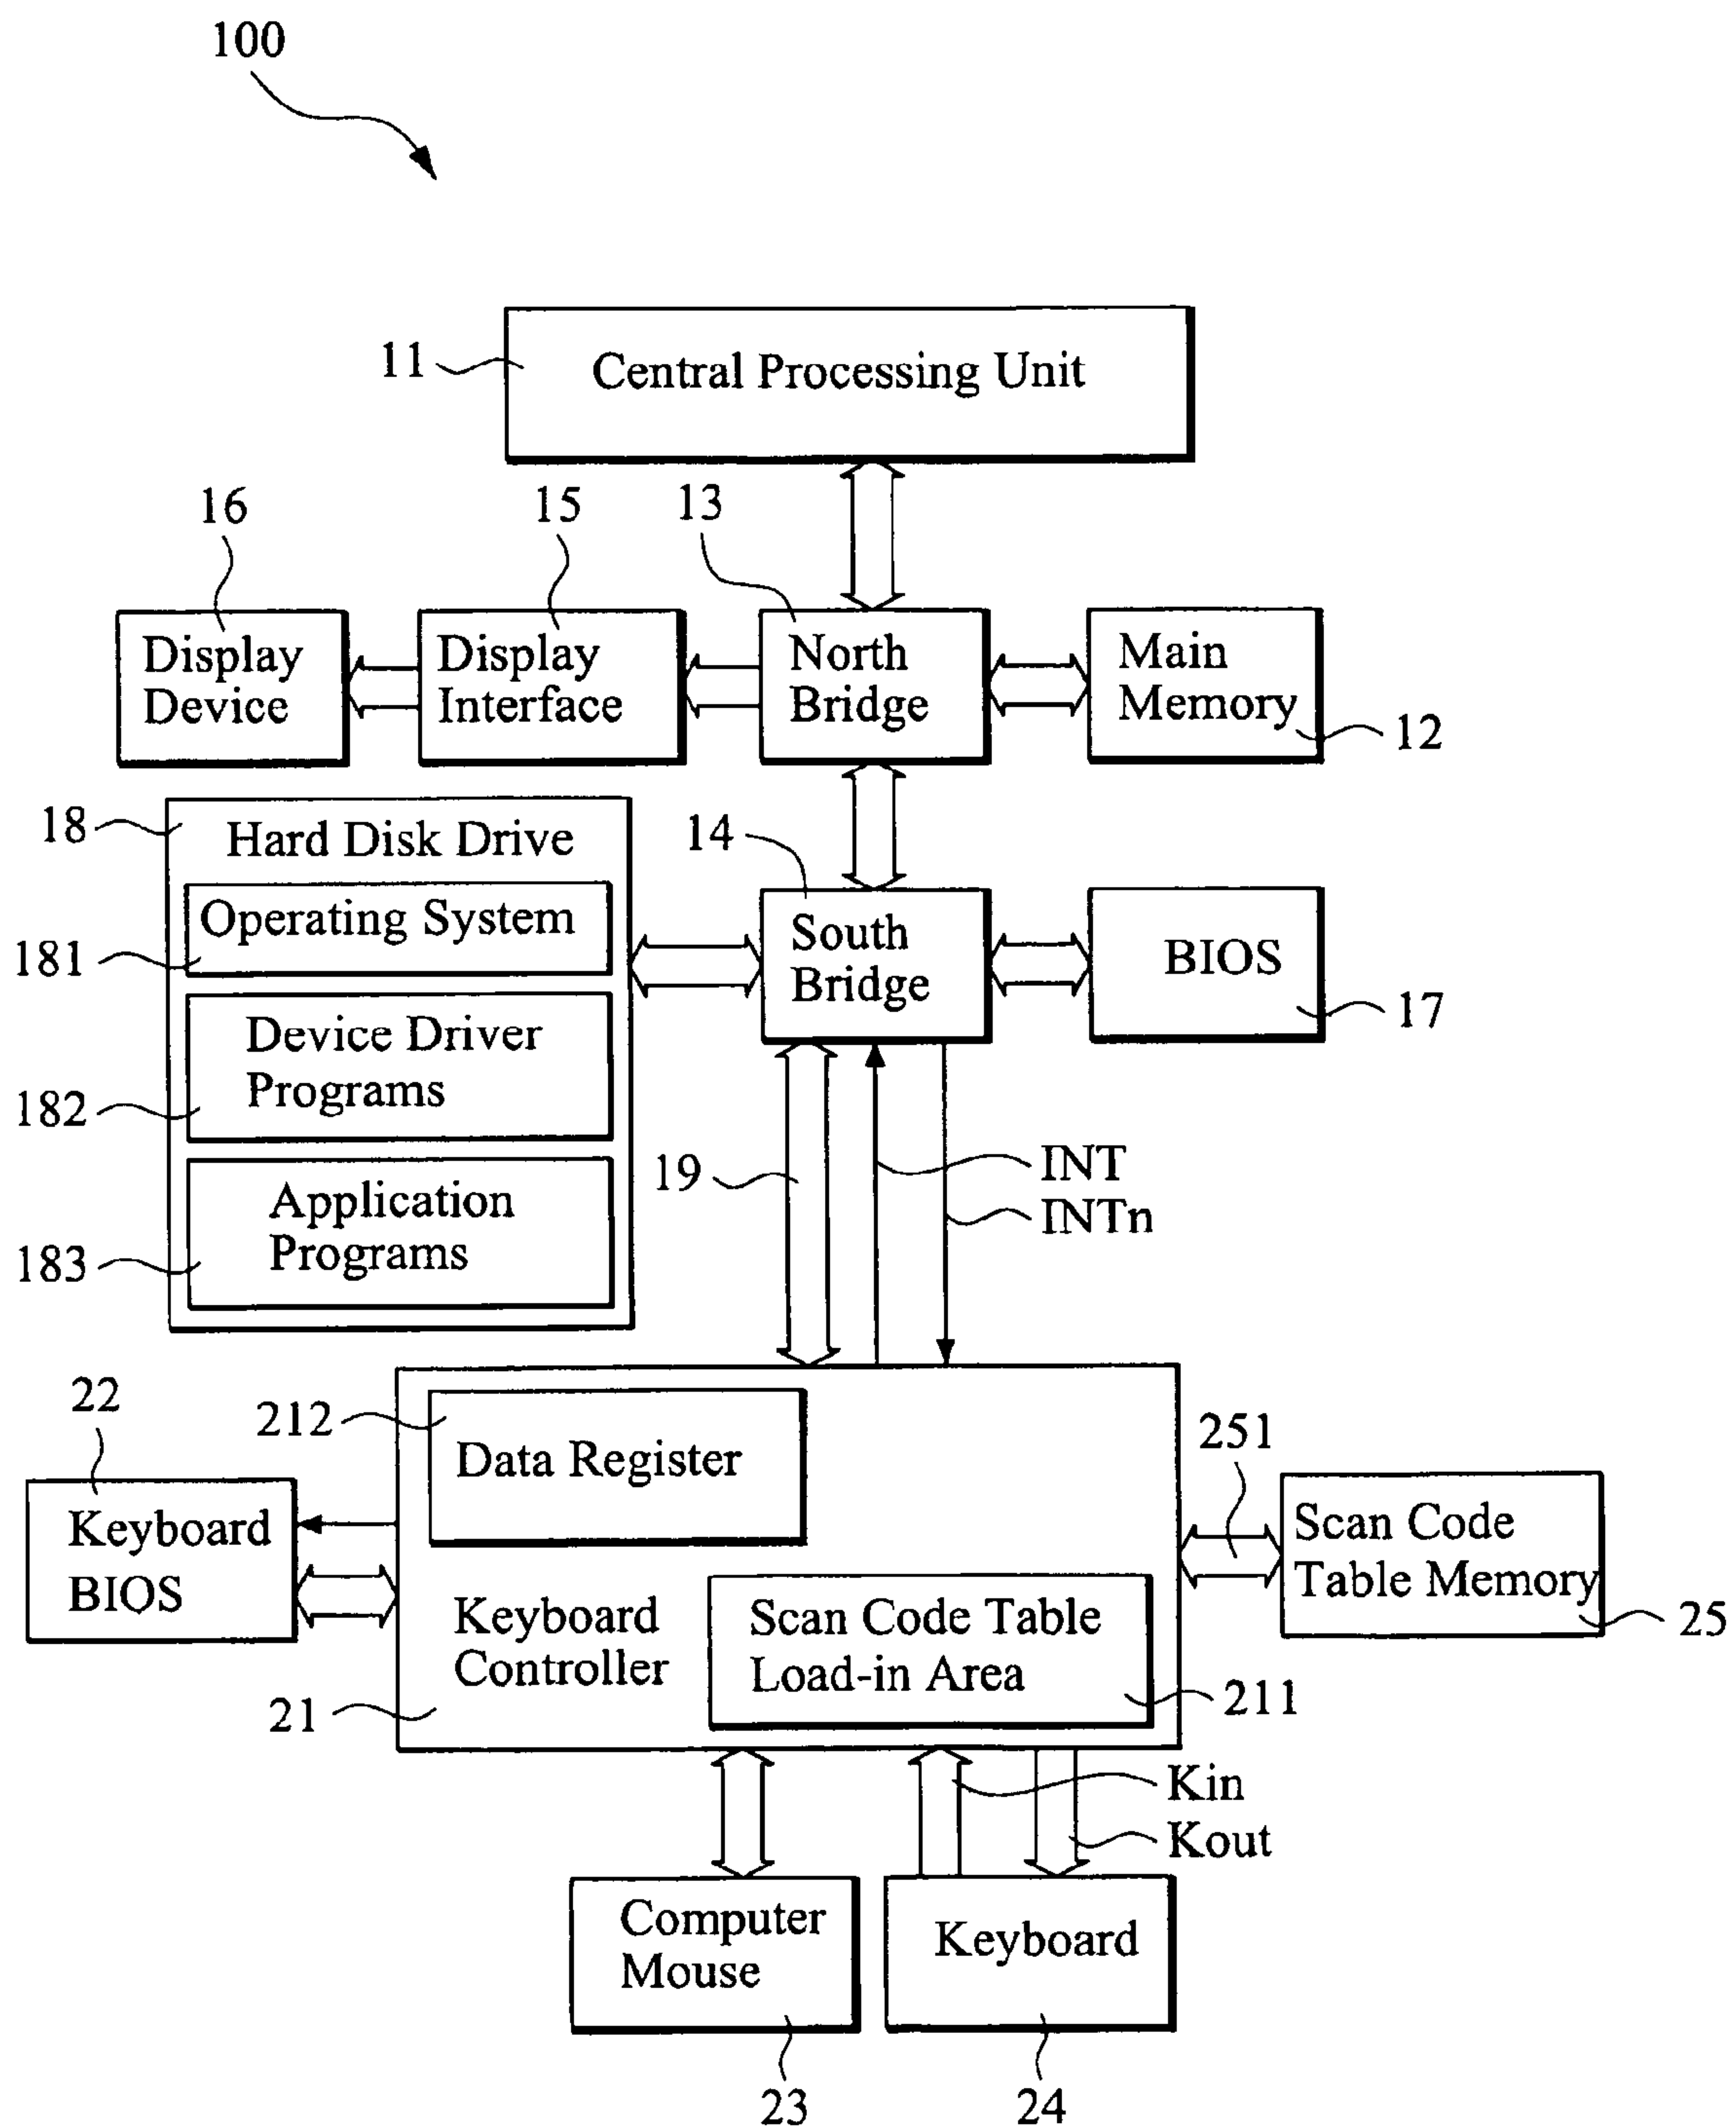 100
11
Central Processing Unit
16
15
13
Display
Device
Display
Interface
North
Bridge
Main
Memory
12
18
Hard Disk Drive
14
Operating System
181
South
Bridge
BIOS
17
Device Driver
Programs
182
19
INT
INTn
Application
Programs
183
22
212
Data Register
251
Keyboard
BIOS
Scan Code
Table Memory
25
Keyboard
Controller
21
Scan Code Table
Load-in Area
211
Kin
Kout
Computer
Mouse
Keyboard
23
24